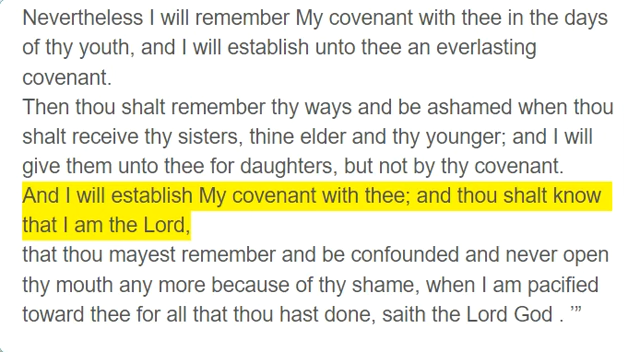 Nevertheless I will remember My covenant with thee in the days
of thy youth, and I will establish unto thee an everlasting
covenant.
Then thou shalt remember thy ways and be ashamed when thou
shalt receive thy sisters, thine elder and thy younger; and I will
give them unto thee for daughters, but not by thy covenant.
And I will establish My covenant with thee; and thou shalt know
that I am the Lord,
that thou mayest remember and be confounded and never open
thy mouth any more because of thy shame, when I am pacified
toward thee for all that thou hast done, saith the Lord God . ’”